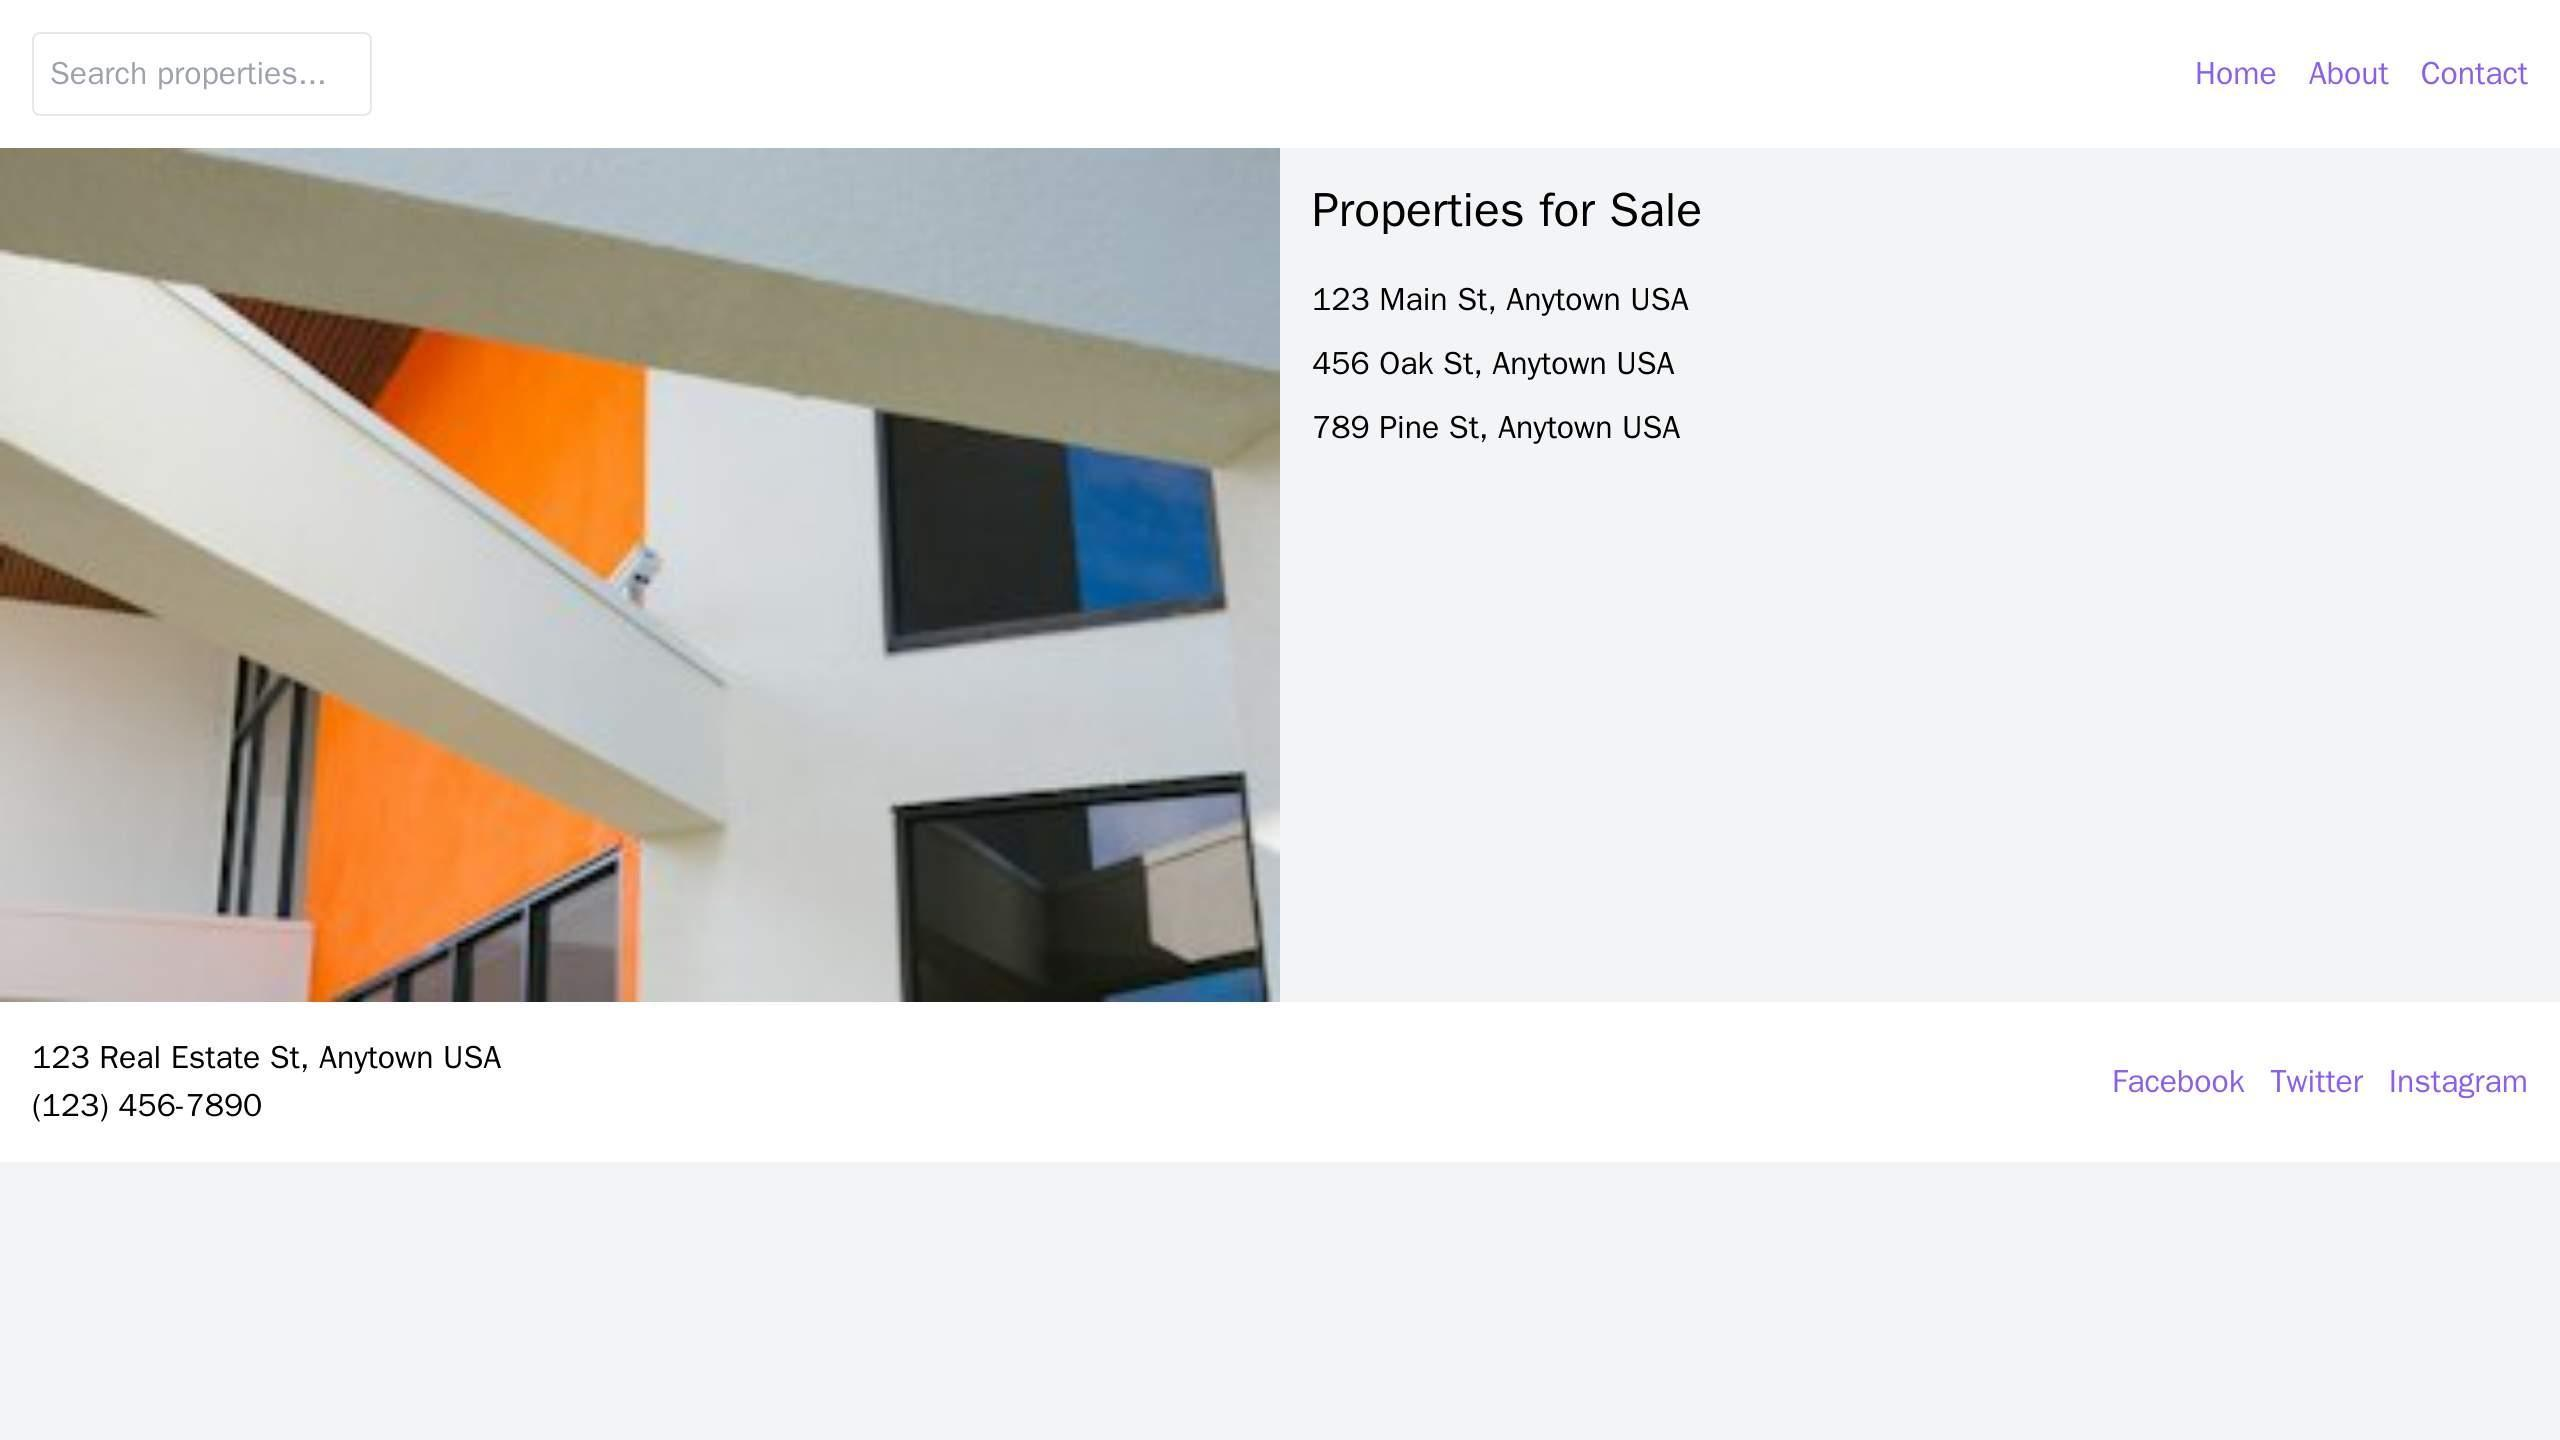 Search properties...
Home About Contact
Properties for Sale
123 Main St, Anytown USA
456 Oak St, Anytown USA
789 Pine St, Anytown USA
123 Real Estate St, Anytown USA
(123) 456-7890
Facebook Twitter Instagram